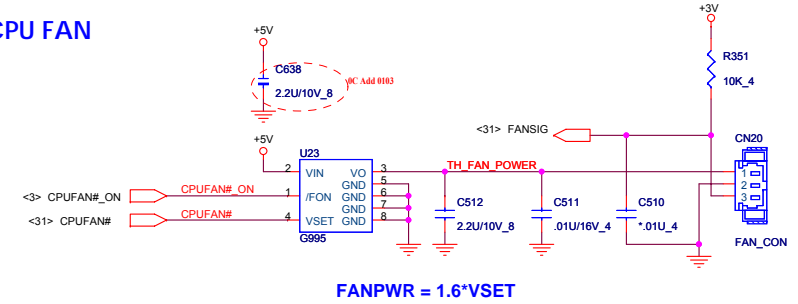 CPU FAN
+5V
C638
2.2U/10V_8
0C Add 0103
+3V
R351
10K_4
<31> FANSIG
CN20
1
2
3
FAN_CON
+5V
U23
2 VIN VO 3
GND 5
1 /FON GND 6
GND 7
4 VSET GND 8
G995
TH_FAN_POWER
<3> CPUFAN#_ON CPUFAN#_ON
<31> CPUFAN# CPUFAN#
C512
2.2U/10V_8
C511
.01U/16V_4
C510
*.01U_4
FANPWR = 1.6*VSET